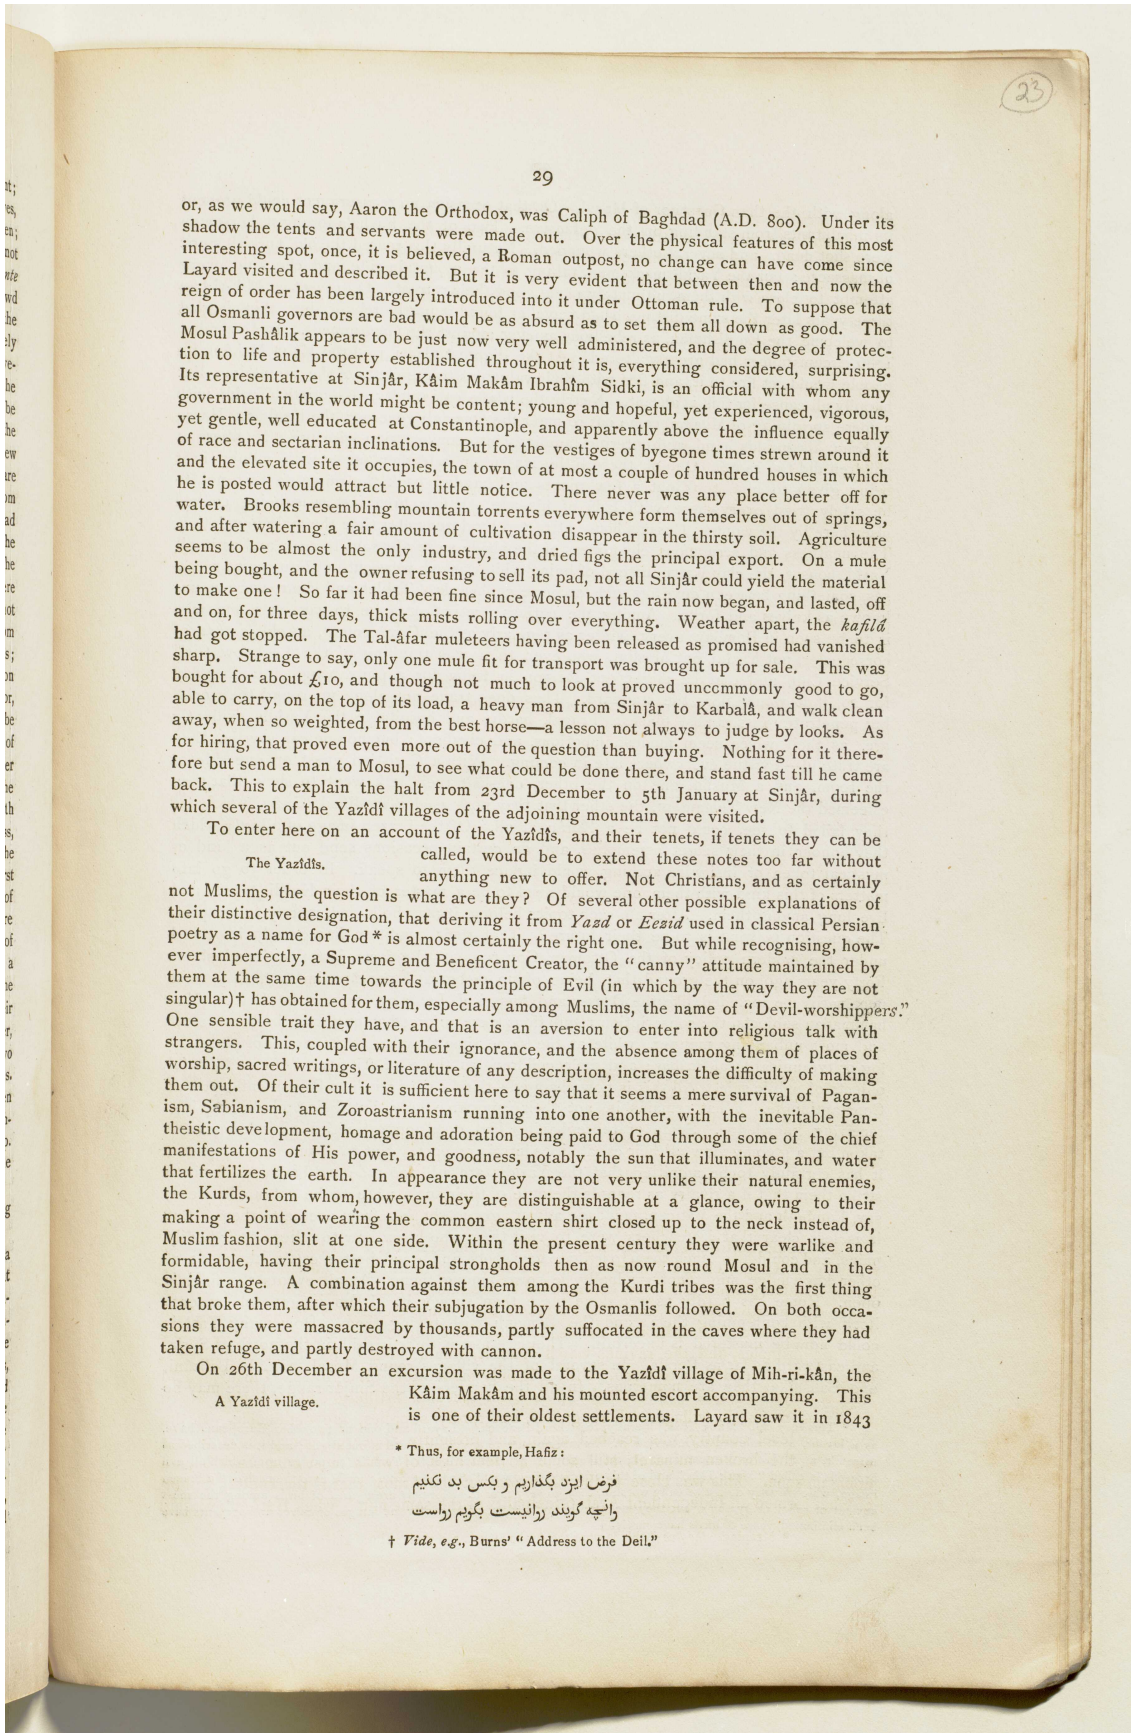 23
29
or, as we would say, Aaron the Orthodox, was Caliph of Baghdad (A.D. 800). Under its
shadow the tents and servants were made out. Over the physical features of this most
interesting spot, once, it is believed, a Roman outpost, no change can have come since
Layard visited and described it. But it is very evident that between then and now the
reign of order has been largely introduced into it under Ottoman rule. To suppose that
all Osmanli governors are bad would be as absurd as to set them all down as good. The
Mosul Pashâlik appears to be just now very well administered, and the degree of protec-
tion to life and property established throughout it is, everything considered, surprising.
Its representative at Sinjâr, Kâim Makâm Ibrahîm Sidki, is an official with whom any
government in the world might be content; young and hopeful, yet experienced, vigorous,
yet gentle, well educated at Constantinople, and apparently above the influence equally
of race and sectarian inclinations. But for the vestiges of byegone times strewn around it
and the elevated site it occupies, the town of at most a couple of hundred houses in which
he is posted would attract but little notice. There never was any place better off for
water. Brooks resembling mountain torrents everywhere form themselves out of springs,
and after watering a fair amount of cultivation disappear in the thirsty soil. Agriculture
seems to be almost the only industry, and dried figs the principal export. On a mule
being bought, and the owner refusing to sell its pad, not all Sinjâr could yield the material
to make one! So far it had been fine since Mosul, but the rain now began, and lasted, off
and on, for three days, thick mists rolling over everything. Weather apart, the kafilâ
had got stopped. The Tal-âfar muleteers having been released as promised had vanished
sharp. Strange to say, only one mule fit for transport was brought up for sale. This was
bought for about £10, and though not much to look at proved unccmmonly good to go,
able to carry, on the top of its load, a heavy man from Sinjâr to Karbalâ, and walk clean
away, when so weighted, from the best horse—a lesson not always to judge by looks. As
for hiring, that proved even more out of the question than buying. Nothing for it there-
fore but send a man to Mosul, to see what could be done there, and stand fast till he came
back. This to explain the halt from 23rd December to 5th January at Sinjâr, during
which several of the Yazîdî villages of the adjoining mountain were visited.
To enter here on an account of the Yazîdîs, and their tenets, if tenets they can be
The Yazîdîs. called, would be to extend these notes too far without
anything new to offer. Not Christians, and as certainly
not Muslims, the question is what are they? Of several other possible explanations of
their distinctive designation, that deriving it from Yazd or Eezid used in classical Persian
poetry as a name for God * is almost certainly the right one. But while recognising, how-
ever imperfectly, a Supreme and Beneficent Creator, the "canny" attitude maintained by
them at the same time towards the principle of Evil (in which by the way they are not
singular)† has obtained for them, especially among Muslims, the name of "Devil-worshippers."
One sensible trait they have, and that is an aversion to enter into religious talk with
strangers. This, coupled with their ignorance, and the absence among them of places of
worship, sacred writings, or literature of any description, increases the difficulty of making
them out. Of their cult it is sufficient here to say that it seems a mere survival of Pagan-
ism, Sabianism, and Zoroastrianism running into one another, with the inevitable Pan-
theistic development, homage and adoration being paid to God through some of the chief
manifestations of His power, and goodness, notably the sun that illuminates, and water
that fertilizes the earth. In appearance they are not very unlike their natural enemies,
the Kurds, from whom, however, they are distinguishable at a glance, owing to their
making a point of wearing the common eastern shirt closed up to the neck instead of,
Muslim fashion, slit at one side. Within the present century they were warlike and
formidable, having their principal strongholds then as now round Mosul and in the
Sinjâr range. A combination against them among the Kurdi tribes was the first thing
that broke them, after which their subjugation by the Osmanlis followed. On both occa-
sions they were massacred by thousands, partly suffocated in the caves where they had
taken refuge, and partly destroyed with cannon.
On 26th December an excursion was made to the Yazîdî village of Mih-ri-kân, the
A Yazîdî village. Kâim Makâm and his mounted escort accompanying. This
is one of their oldest settlements. Layard saw it in 1843
* Thus, for example, Hafiz:
فرض ایزد بگذاریم و بکس بد نکنیم
وانچه گویند روانیست بگویم رواست
† Vide, e.g., Burns' "Address to the Deil."